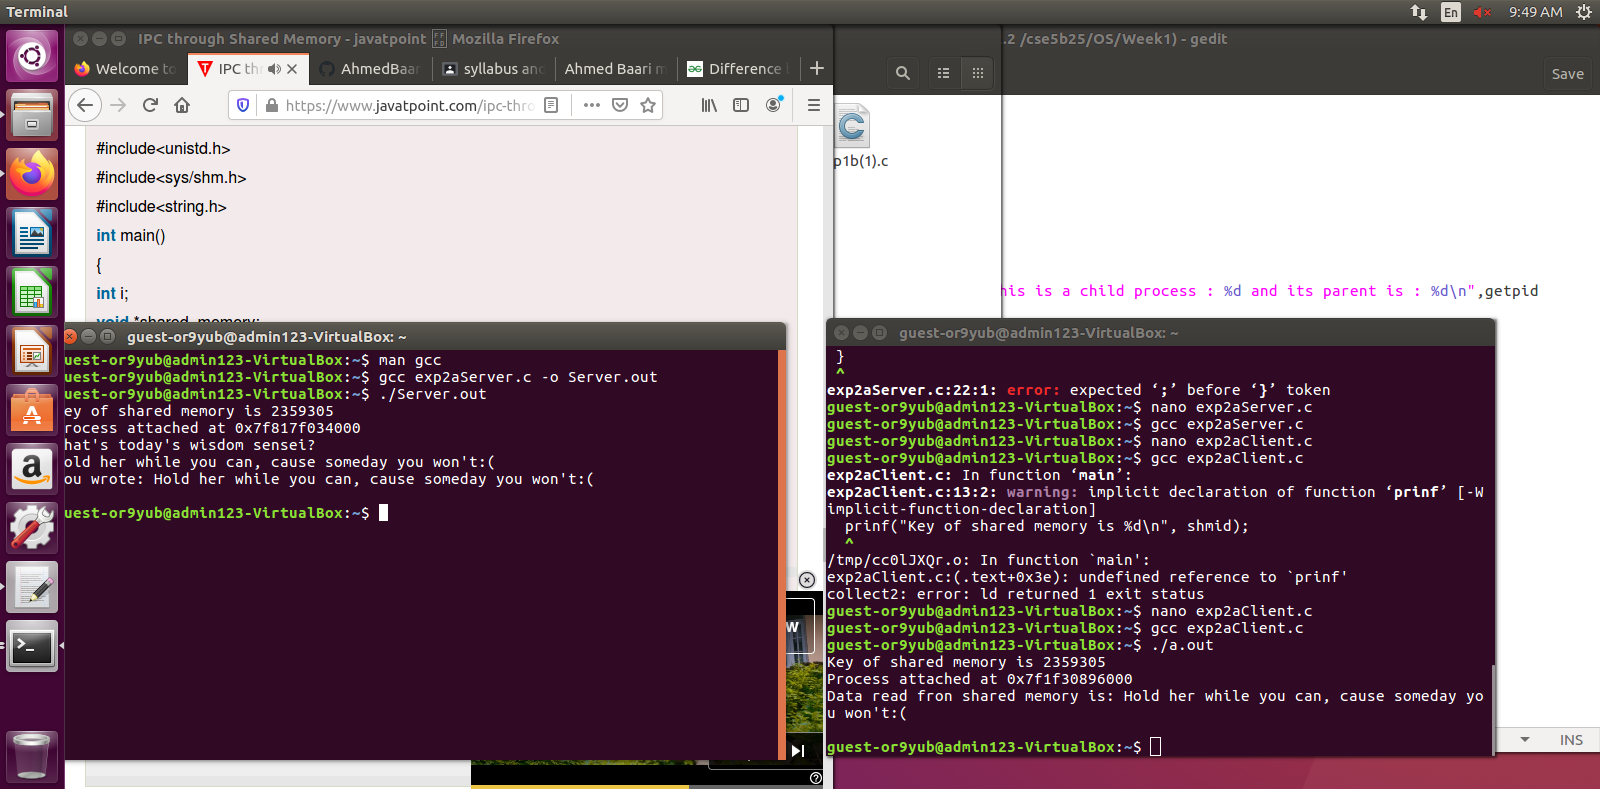 Terminal
En
9:49 AM
IPC through Shared Memory - javatpoint
Mozilla Firefox
.2 /cse5b25/OS/Week1) - gedit
Welcome to
IPC thr
AhmedBaar
syllabus and
Ahmed Baari m
Difference
Save
https://www.javatpoint.com/ipc-thro
p1b(1).c
#include<unistd.h>
#include<sys/shm.h>
#include<string.h>
int main()
{
int i;
void *shared_memory;
his is a child process : %d and its parent is : %d\n",getpid
guest-or9yub@admin123-VirtualBox: ~
uest-or9yub@admin123-VirtualBox:~$ man gcc
uest-or9yub@admin123-VirtualBox:~$ gcc exp2aServer.c -o Server.out
uest-or9yub@admin123-VirtualBox:~$ ./Server.out
ey of shared memory is 2359305
rocess attached at 0x7f817f034000
hat's today's wisdom sensei?
old her while you can, cause someday you won't:(
ou wrote: Hold her while you can, cause someday you won't:(
uest-or9yub@admin123-VirtualBox:~$
guest-or9yub@admin123-VirtualBox: ~
}
^
exp2aServer.c:22:1: error: expected ‘;’ before ‘}’ token
guest-or9yub@admin123-VirtualBox:~$ nano exp2aServer.c
guest-or9yub@admin123-VirtualBox:~$ gcc exp2aServer.c
guest-or9yub@admin123-VirtualBox:~$ nano exp2aClient.c
guest-or9yub@admin123-VirtualBox:~$ gcc exp2aClient.c
exp2aClient.c: In function ‘main’:
exp2aClient.c:13:2: warning: implicit declaration of function ‘prinf’ [-W
implicit-function-declaration]
prinf("Key of shared memory is %d\n", shmid);
^
/tmp/cc0lJXQr.o: In function `main':
exp2aClient.c:(.text+0x3e): undefined reference to `prinf'
collect2: error: ld returned 1 exit status
guest-or9yub@admin123-VirtualBox:~$ nano exp2aClient.c
guest-or9yub@admin123-VirtualBox:~$ gcc exp2aClient.c
guest-or9yub@admin123-VirtualBox:~$ ./a.out
Key of shared memory is 2359305
Process attached at 0x7f1f30896000
Data read fron shared memory is: Hold her while you can, cause someday yo
u won't:(
guest-or9yub@admin123-VirtualBox:~$
W
INS